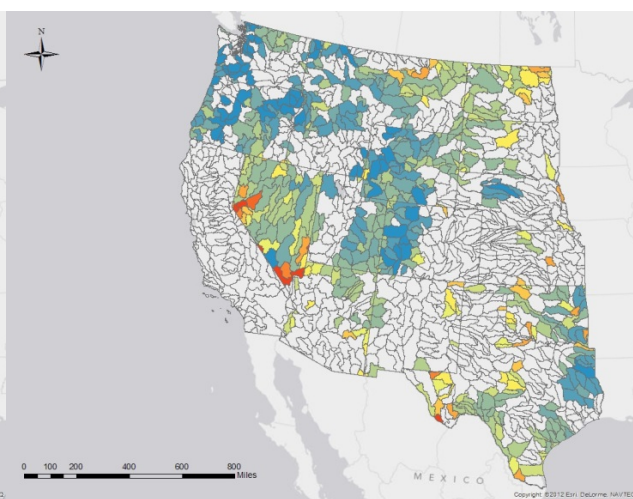 N
0 100 200 400 600 800
Miles
MEXICO
Copyright: ©2012 Esri, DeLorme, NAVTEQ